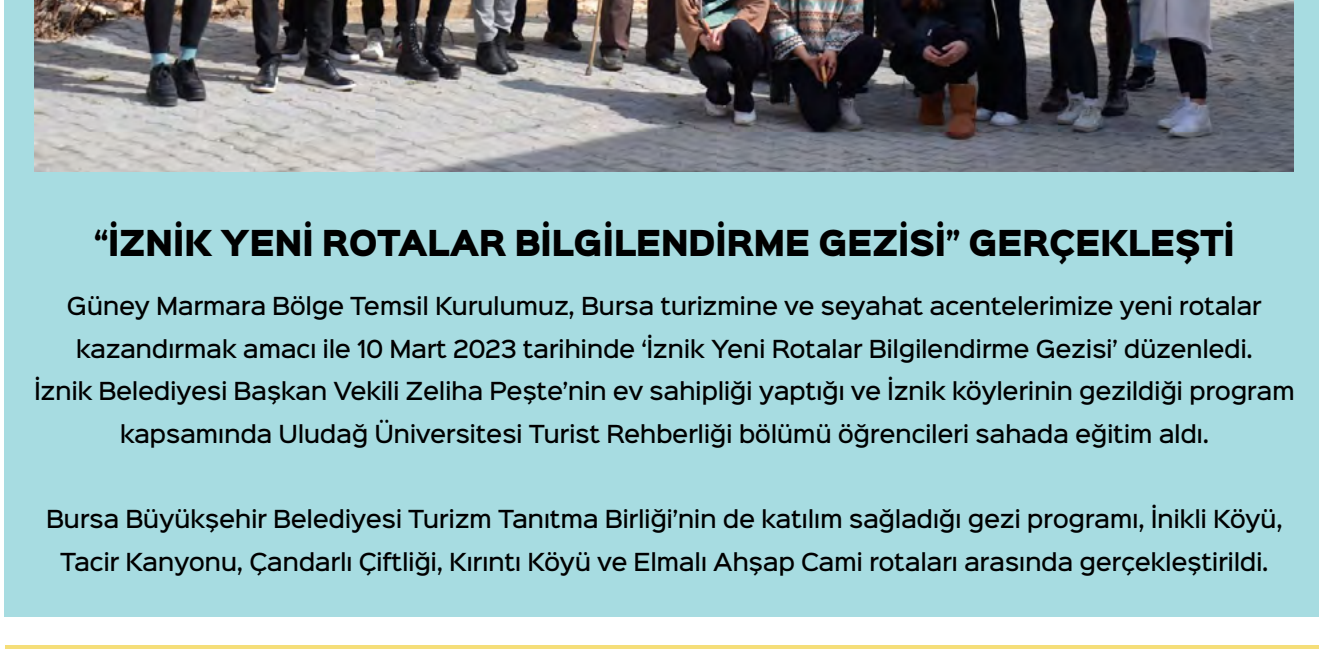 “İZNİK YENİ ROTALAR BİLGİLENDİRME GEZİSİ” GERÇEKLEŞTİ
Güney Marmara Bölge Temsil Kurulumuz, Bursa turizmine ve seyahat acentelerimize yeni rotalar
kazandırmak amacı ile 10 Mart 2023 tarihinde ‘İznik Yeni Rotalar Bilgilendirme Gezisi’ düzenledi.
İznik Belediyesi Başkan Vekili Zeliha Peşte’nin ev sahipliği yaptığı ve İznik köylerinin gezildiği program
kapsamında Uludağ Üniversitesi Turist Rehberliği bölümü öğrencileri sahada eğitim aldı.
Bursa Büyükşehir Belediyesi Turizm Tanıtma Birliği’nin de katılım sağladığı gezi programı, İnikli Köyü,
Tacir Kanyonu, Çandarlı Çiftliği, Kırıntı Köyü ve Elmalı Ahşap Cami rotaları arasında gerçekleştirildi.